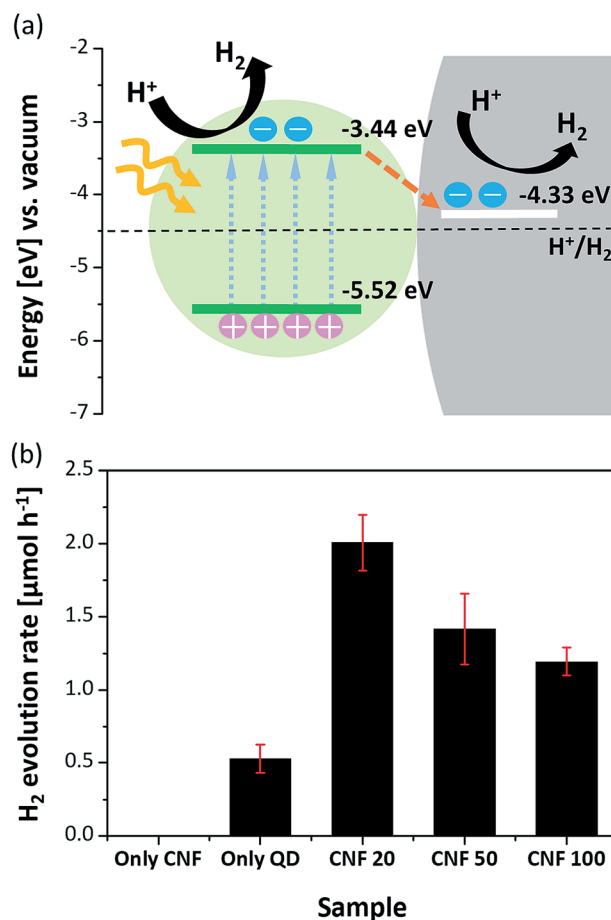 (a)
Energy [eV] vs. vacuum
-2
-3
-4
-5
-6
-7
H⁺
H₂
− −
-3.44 eV
H⁺
H₂
− −
-4.33 eV
H⁺/H₂
-5.52 eV
+ + + +
(b)
H₂ evolution rate [µmol h⁻¹]
2.5
2.0
1.5
1.0
0.5
0.0
Only CNF Only QD CNF 20 CNF 50 CNF 100
Sample